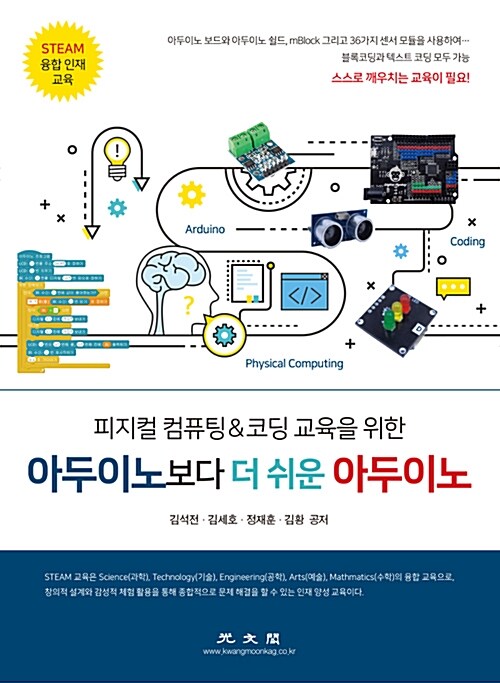 STEAM
융합 인재
교육
아두이노 보드와 아두이노 쉴드, mBlock 그리고 36가지 센서 모듈을 사용하여…
블록코딩과 텍스트 코딩 모두 가능
스스로 깨우치는 교육이 필요!
Arduino
Coding
?
</>
Physical Computing
피지컬 컴퓨팅&코딩 교육을 위한
아두이노보다 더 쉬운 아두이노
김석전·김세호·정재훈·김황 공저
STEAM 교육은 Science(과학), Technology(기술), Engineering(공학), Arts(예술), Mathmatics(수학)의 융합 교육으로,
창의적 설계와 감성적 체험 활용을 통해 종합적으로 문제 해결을 할 수 있는 인재 양성 교육이다.
光文閣
www.kwangmoonkag.co.kr